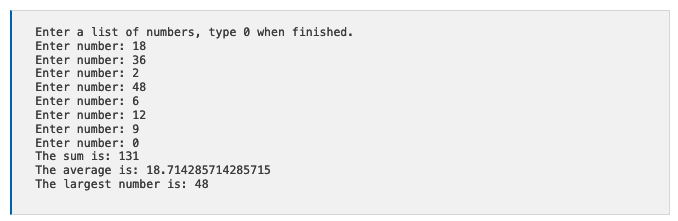 Enter a list of numbers, type 0 when finished.
Enter number: 18
Enter number: 36
Enter number: 2
Enter number: 48
Enter number: 6
Enter number: 12
Enter number: 9
Enter number: 0
The sum is: 131
The average is: 18.714285714285715
The largest number is: 48